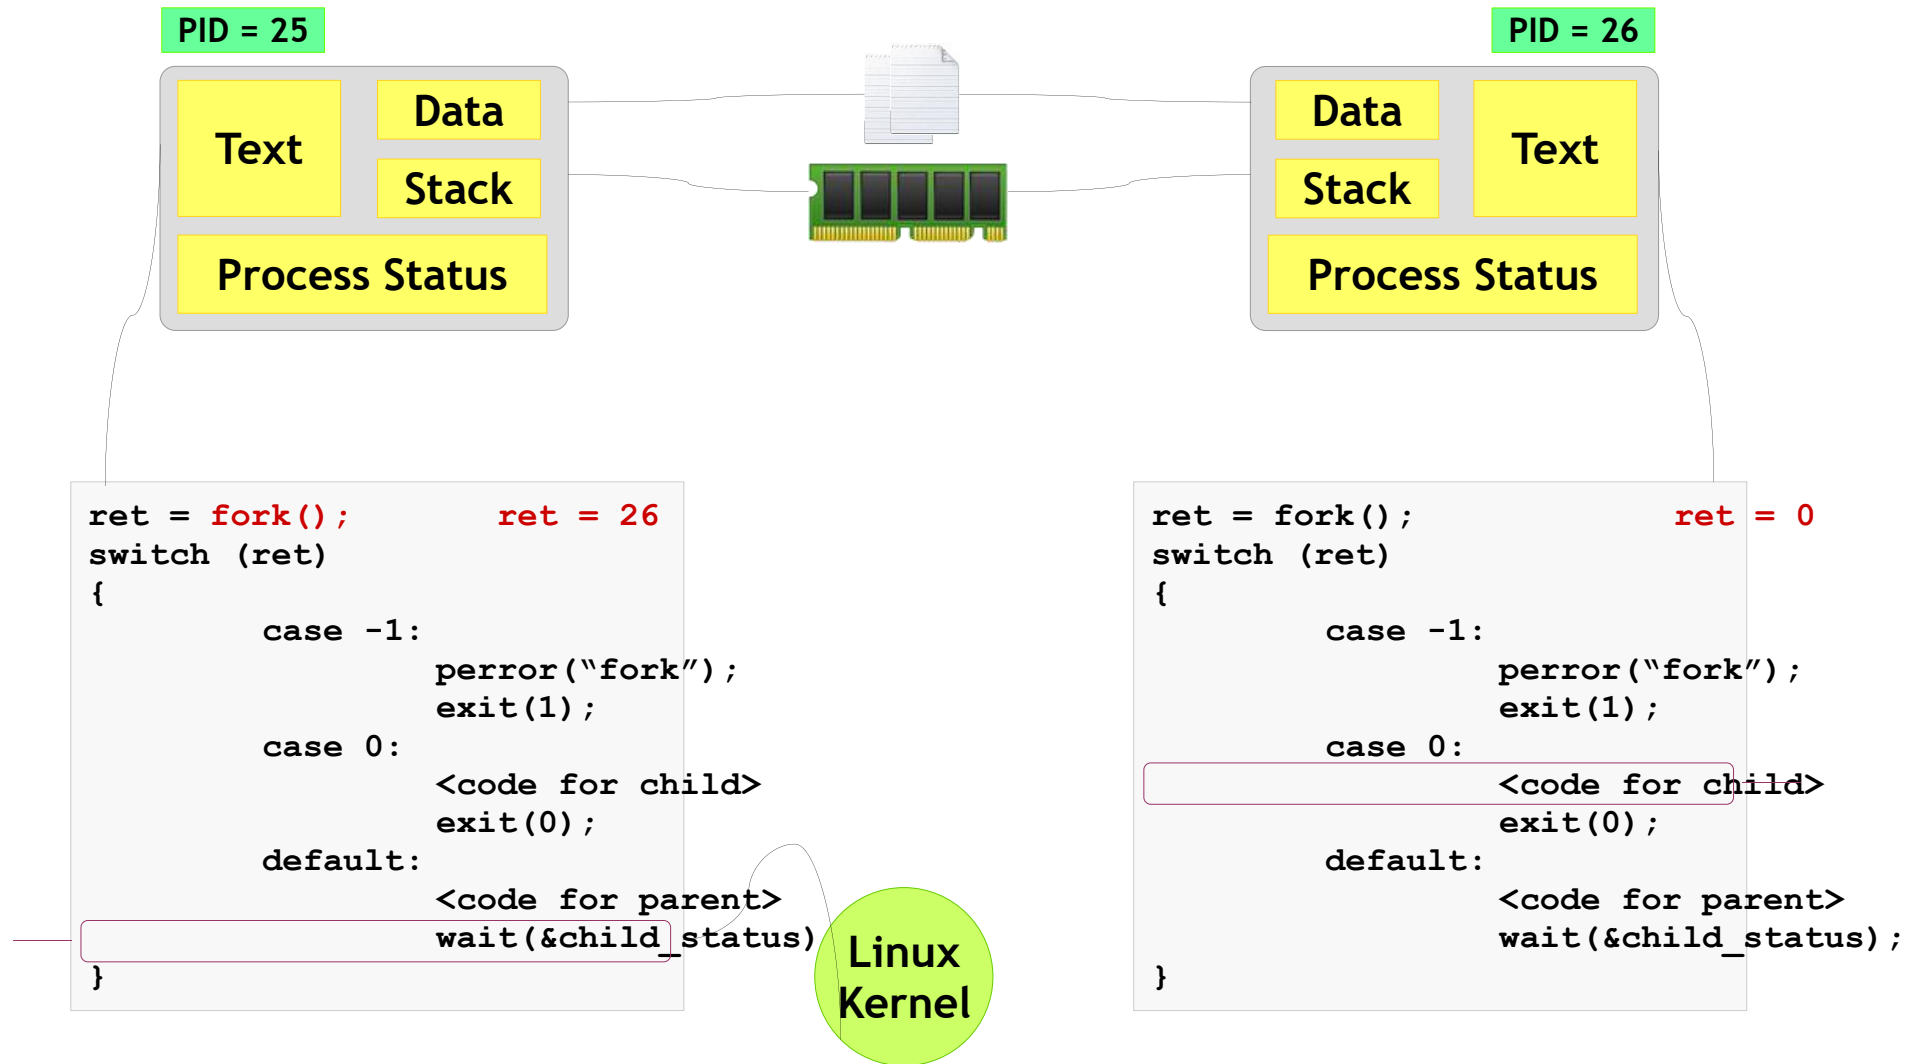 PID = 25
Text
Data
Stack
Process Status
PID = 26
Data
Stack
Text
Process Status
ret = fork(); ret = 26
switch (ret)
{
case -1:
perror(“fork”);
exit(1);
case 0:
<code for child>
exit(0);
default:
<code for parent>
wait(&child_status)
}
Linux
Kernel
ret = fork(); ret = 0
switch (ret)
{
case -1:
perror(“fork”);
exit(1);
case 0:
<code for child>
exit(0);
default:
<code for parent>
wait(&child_status);
}